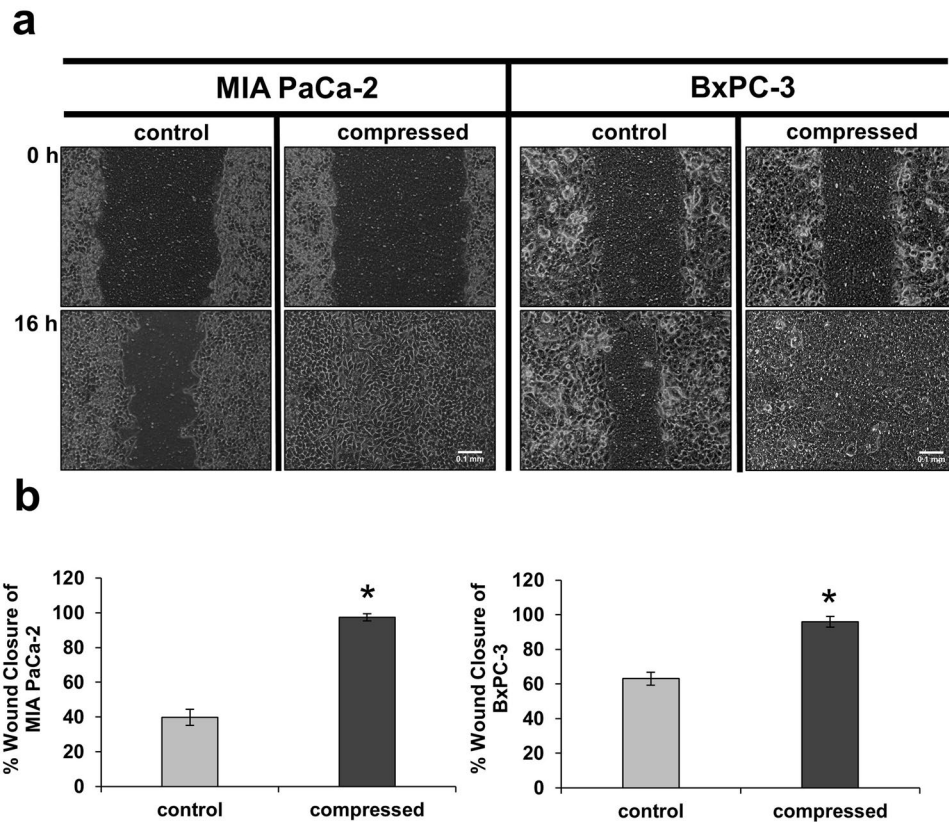 a
MIA PaCa-2
BxPC-3
control
compressed
control
compressed
0 h
16 h
0.1 mm
0.1 mm
b
% Wound Closure of
MIA PaCa-2
120
100
80
60
40
20
0
*
control
compressed
% Wound Closure of
BxPC-3
120
100
80
60
40
20
0
*
control
compressed